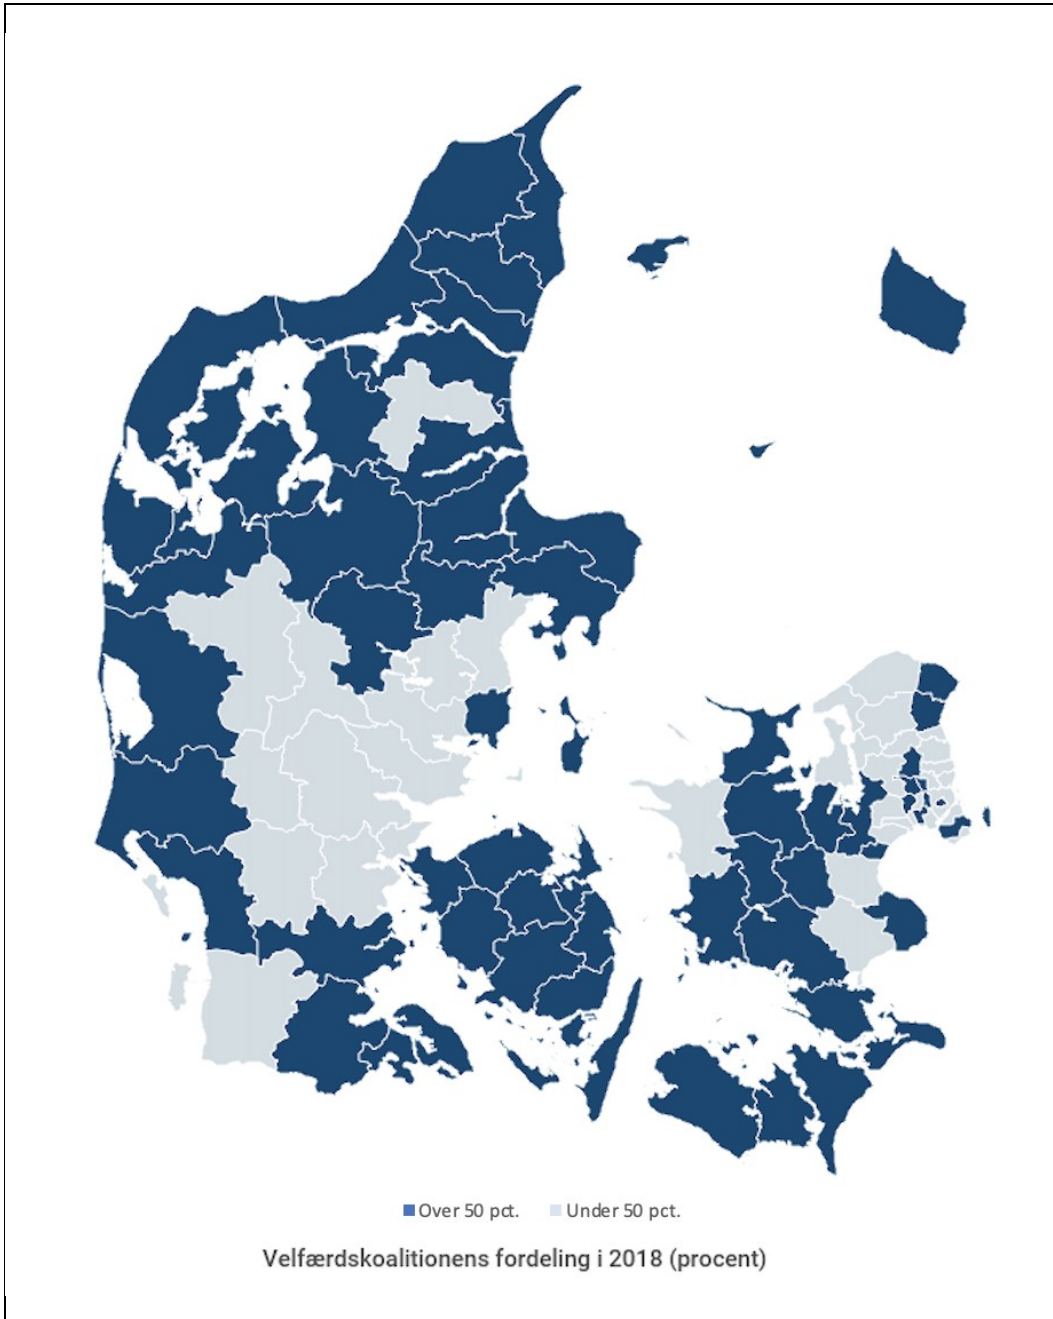 Over 50 pct. Under 50 pct.
Velfærdskoalitionens fordeling i 2018 (procent)